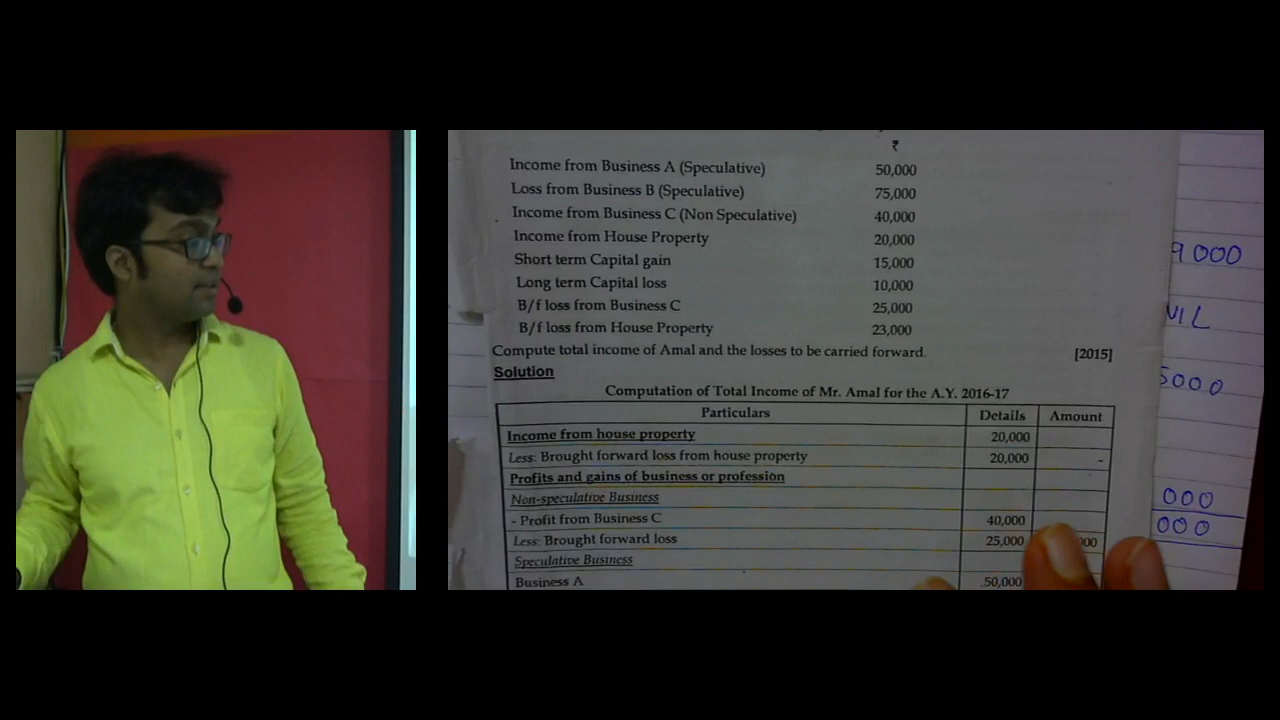 ₹
Income from Business A (Speculative) 50,000
Loss from Business B (Speculative) 75,000
Income from Business C (Non Speculative) 40,000
Income from House Property 20,000
Short term Capital gain 15,000
Long term Capital loss 10,000
B/f loss from Business C 25,000
B/f loss from House Property 23,000
Compute total income of Amal and the losses to be carried forward. [2015]
Solution
Computation of Total Income of Mr. Amal for the A.Y. 2016-17
Particulars Details Amount
Income from house property 20,000
Less: Brought forward loss from house property 20,000 -
Profits and gains of business or profession
Non-speculative Business
- Profit from Business C 40,000
Less: Brought forward loss 25,000
Speculative Business
Business A 50,000
9000
NIL
5000
000
000